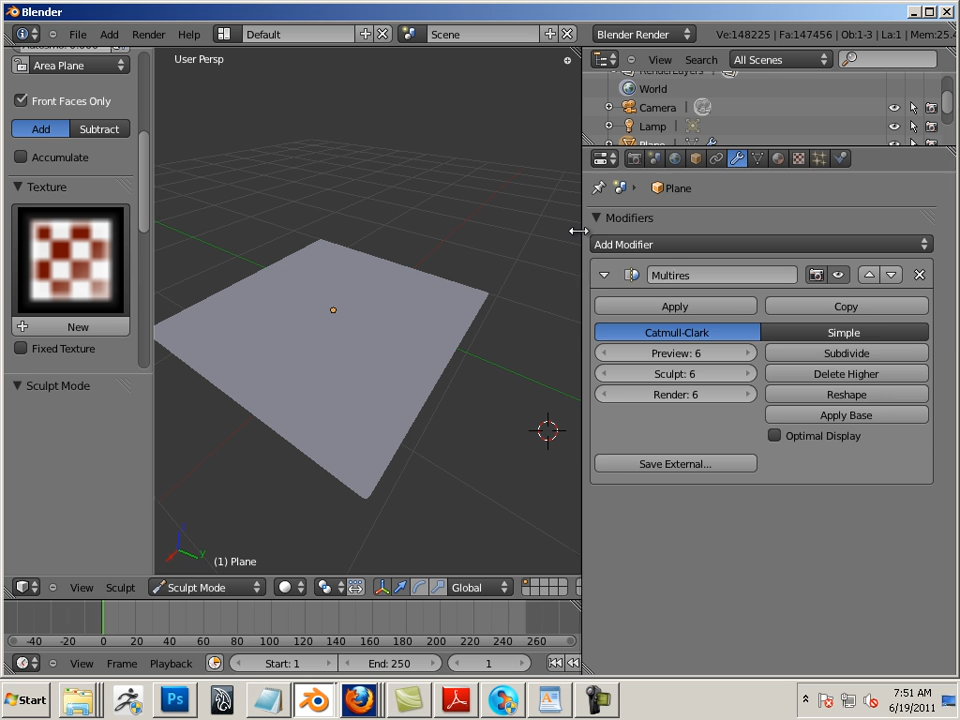 Blender
File Add Render Help Default Scene Blender Render Ve:148225 | Fa:147456 | Ob:1-3 | La:1 | Mem:25.
Area Plane
Front Faces Only
Add Subtract
Accumulate
Texture
New
Fixed Texture
Sculpt Mode
User Persp
(1) Plane
y
View Sculpt Sculpt Mode Global
-40 -20 0 20 40 60 80 100 120 140 160 180 200 220 240 260
View Frame Playback Start: 1 End: 250 1
View Search All Scenes
RenderLayers
World
Camera
Lamp
Plane
Plane
Modifiers
Add Modifier
Multires
Apply Copy
Catmull-Clark Simple
Preview: 6 Subdivide
Sculpt: 6 Delete Higher
Render: 6 Reshape
Apply Base
Optimal Display
Save External...
Start Ps 7:51 AM
6/19/2011